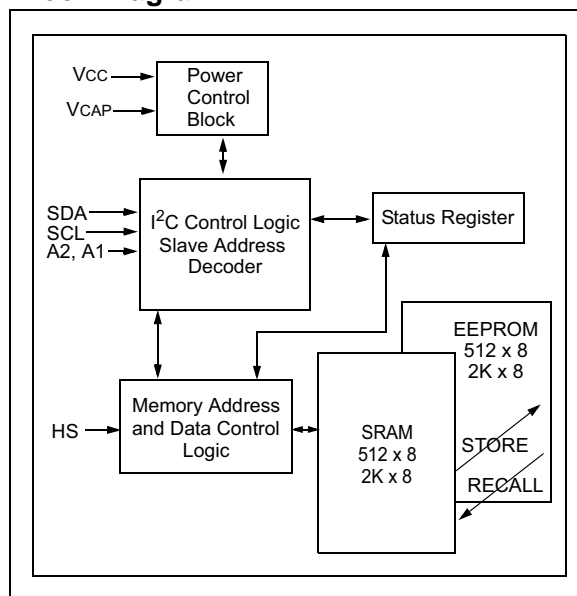 VCC
VCAP
Power
Control
Block
SDA
SCL
A2, A1
I²C Control Logic
Slave Address
Decoder
Status Register
EEPROM
512 x 8
2K x 8
HS
Memory Address
and Data Control
Logic
SRAM
512 x 8
2K x 8
STORE
RECALL